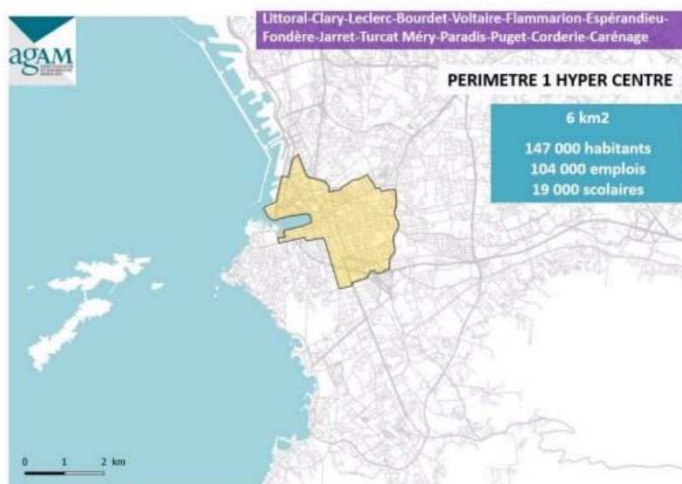 Littoral-Clary-Leclerc-Bourdet-Voltaire-Flammarion-Espérandieu-
Fondère-Jarret-Turcat Méry-Paradis-Puget-Corderie-Carénage
agAM
PERIMETRE 1 HYPER CENTRE
6 km2
147 000 habitants
104 000 emplois
19 000 scolaires
0 1 2 km